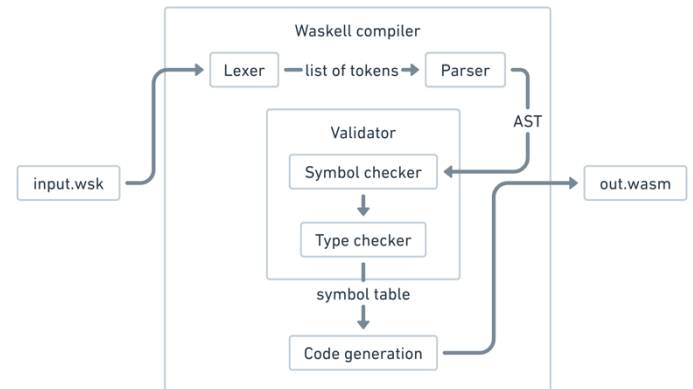 Waskell compiler
Lexer
list of tokens
Parser
AST
Validator
Symbol checker
input.wsk
out.wasm
Type checker
symbol table
Code generation